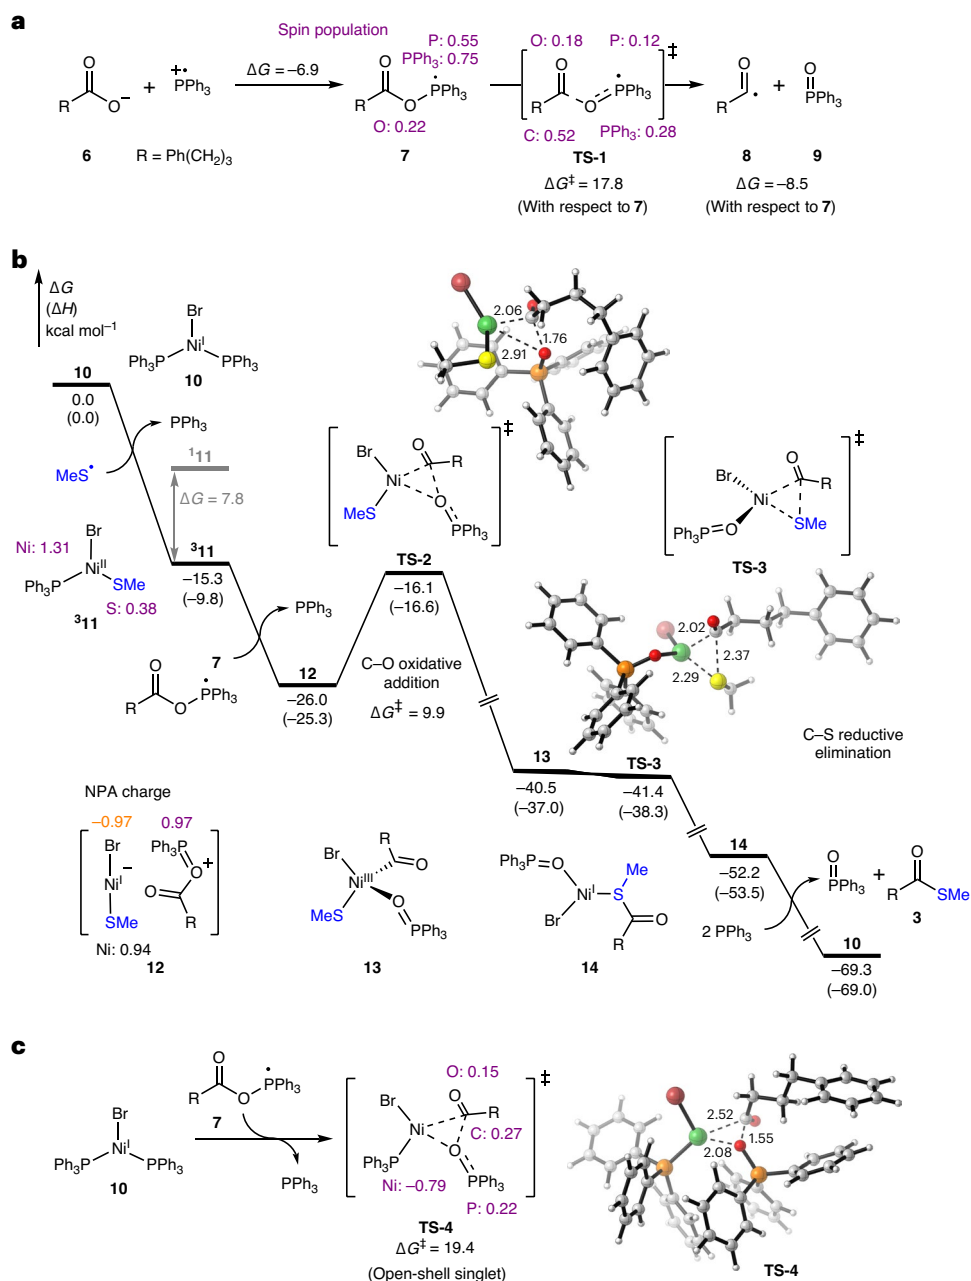 a
Spin population
ΔG = –6.9
6
R = Ph(CH₂)₃
R
O
O⁻
+
+•
PPh₃
P: 0.55
PPh₃: 0.75
O
R
O
•
PPh₃
O: 0.22
7
O: 0.18
P: 0.12
‡
O
R
O
•
PPh₃
C: 0.52
PPh₃: 0.28
TS-1
ΔG‡ = 17.8
(With respect to 7)
O
R
C•
+
O
PPh₃
8
9
ΔG = –8.5
(With respect to 7)
b
ΔG
(ΔH)
kcal mol⁻¹
Br
Niᴵ
Ph₃P
PPh₃
10
10
0.0
(0.0)
PPh₃
MeS•
¹11
ΔG = 7.8
³11
–15.3
(–9.8)
Ni: 1.31
Br
Niᴵᴵ
Ph₃P
SMe
S: 0.38
³11
PPh₃
7
O
R
O
•
PPh₃
12
–26.0
(–25.3)
2.06
1.76
2.91
‡
Br
Ni
O
C
R
MeS
O
PPh₃
TS-2
–16.1
(–16.6)
C–O oxidative
addition
ΔG‡ = 9.9
‡
Br
Ni
O
C
R
Ph₃P=O
SMe
TS-3
2.02
2.37
2.29
C–S reductive
elimination
13
–40.5
(–37.0)
TS-3
–41.4
(–38.3)
14
–52.2
(–53.5)
2 PPh₃
O
PPh₃
+
O
R
SMe
3
10
–69.3
(–69.0)
NPA charge
–0.97
0.97
Br
Niᴵ
–
SMe
Ni: 0.94
Ph₃P
O
+
O
R
12
Br
Niᴵᴵᴵ
R
O
MeS
O
PPh₃
13
Ph₃P=O
Niᴵ
Br
Me
S
O
R
14
c
Br
Niᴵ
Ph₃P
PPh₃
10
O
R
O
•
PPh₃
7
PPh₃
‡
O: 0.15
Br
Ni
O
R
C: 0.27
Ph₃P
O
PPh₃
Ni: –0.79
P: 0.22
TS-4
ΔG‡ = 19.4
(Open-shell singlet)
2.52
1.55
2.08
TS-4